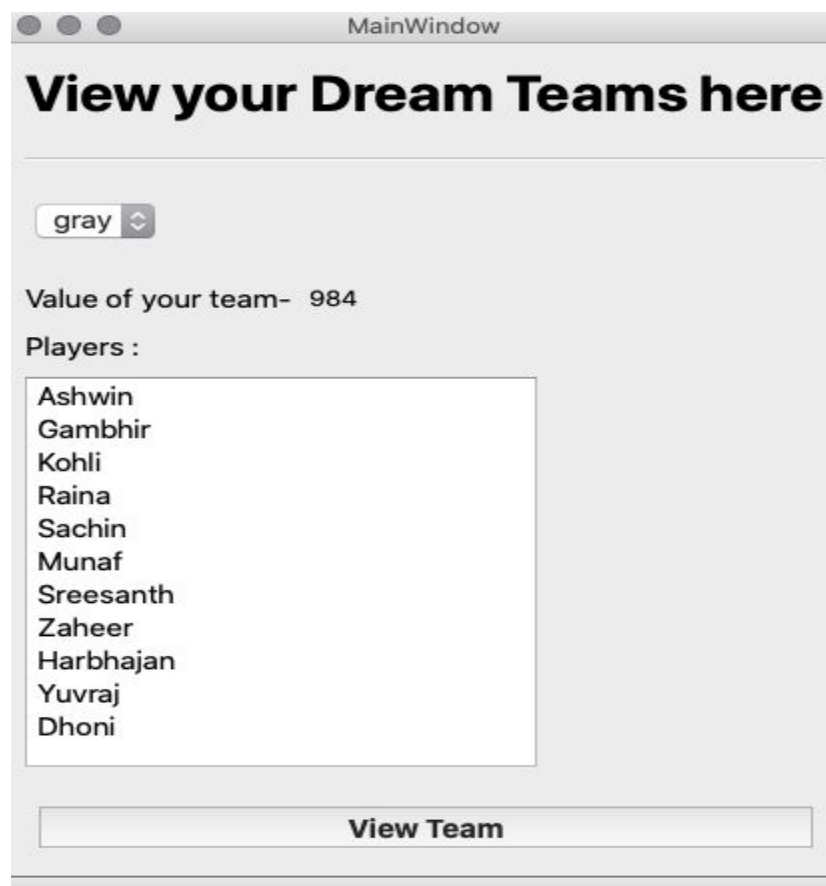 MainWindow
View your Dream Teams here
gray
Value of your team- 984
Players :
Ashwin
Gambhir
Kohli
Raina
Sachin
Munaf
Sreesanth
Zaheer
Harbhajan
Yuvraj
Dhoni
View Team